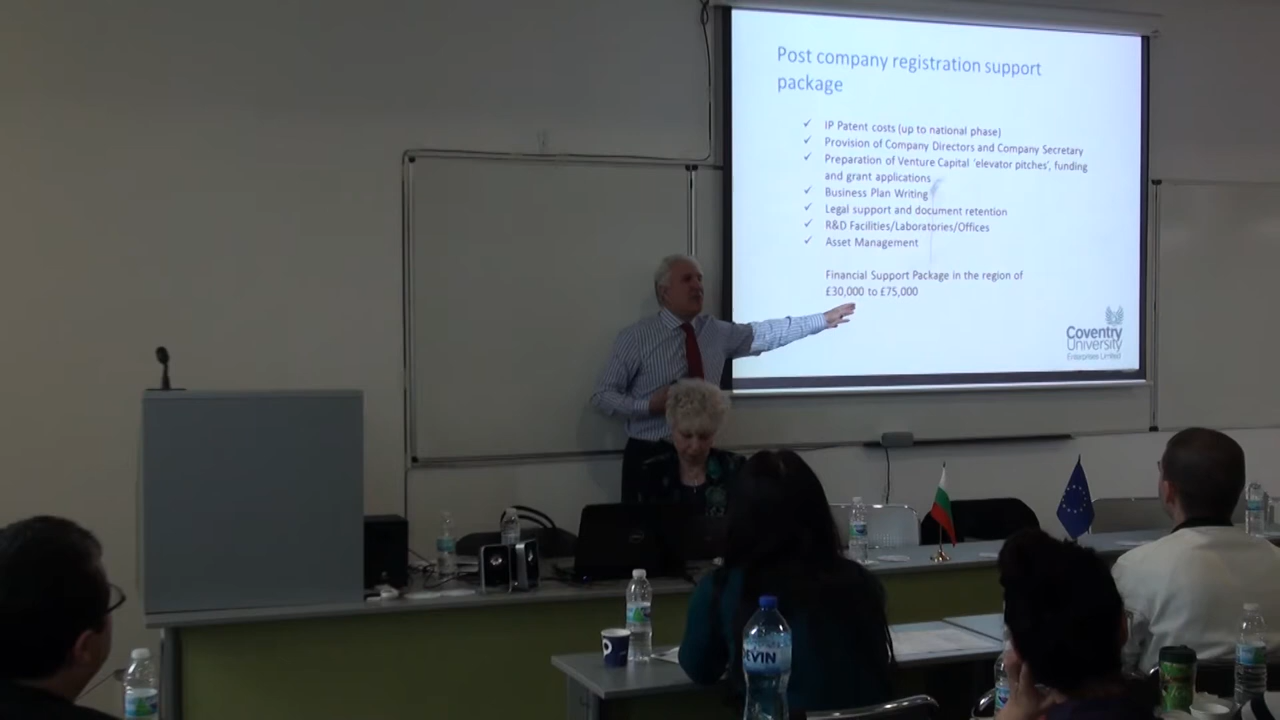 Post company registration support
package
✓ IP Patent costs (up to national phase)
✓ Provision of Company Directors and Company Secretary
✓ Preparation of Venture Capital 'elevator pitches', funding
and grant applications
✓ Business Plan Writing
✓ Legal support and document retention
✓ R&D Facilities/Laboratories/Offices
✓ Asset Management
Financial Support Package in the region of
£30,000 to £75,000
Coventry
University
Enterprises Limited
DEVIN